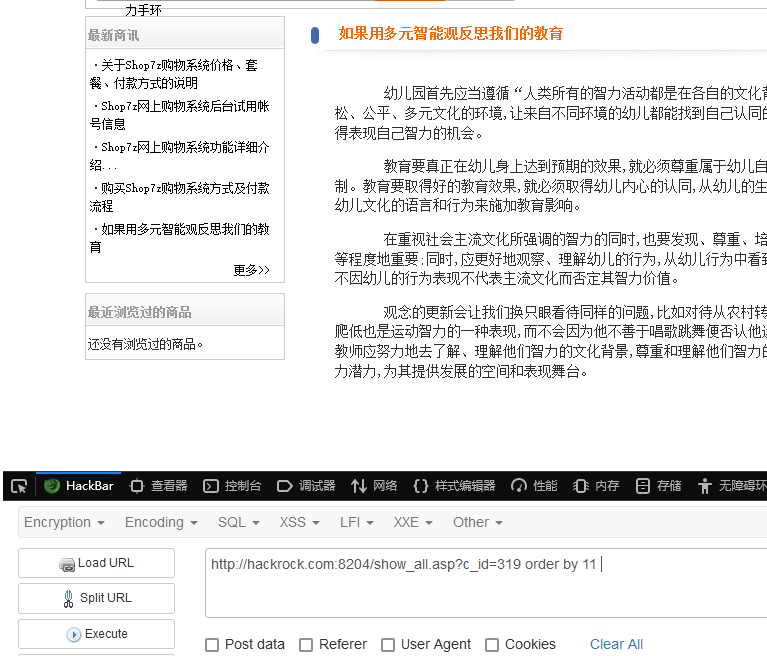 力手环
最新商讯
·关于Shop7z购物系统价格、套
餐、付款方式的说明
·Shop7z网上购物系统后台试用帐
号信息
·Shop7z网上购物系统功能详细介
绍...
·购买Shop7z购物系统方式及付款
流程
·如果用多元智能观反思我们的教
育
更多>>
最近浏览过的商品
还没有浏览过的商品。
如果用多元智能观反思我们的教育
幼儿园首先应当遵循“人类所有的智力活动都是在各自的文化背
松、公平、多元文化的环境,让来自不同环境的幼儿都能找到自己认同的
得表现自己智力的机会。
教育要真正在幼儿身上达到预期的效果,就必须尊重属于幼儿自
制。教育要取得好的教育效果,就必须取得幼儿内心的认同,从幼儿的生
幼儿文化的语言和行为来施加教育影响。
在重视社会主流文化所强调的智力的同时,也要发现、尊重、培
等程度地重要;同时,应更好地观察、理解幼儿的行为,从幼儿行为中看到
不因幼儿的行为表现不代表主流文化而否定其智力价值。
观念的更新会让我们换只眼看待同样的问题,比如对待从农村转
爬低也是运动智力的一种表现,而不会因为他不善于唱歌跳舞便否认他运
教师应努力地去了解、理解他们智力的文化背景,尊重和理解他们智力的
力潜力,为其提供发展的空间和表现舞台。
HackBar 查看器 控制台 调试器 网络 样式编辑器 性能 内存 存储 无障碍环
Encryption Encoding SQL XSS LFI XXE Other
Load URL
Split URL
Execute
http://hackrock.com:8204/show_all.asp?c_id=319 order by 11
Post data Referer User Agent Cookies Clear All